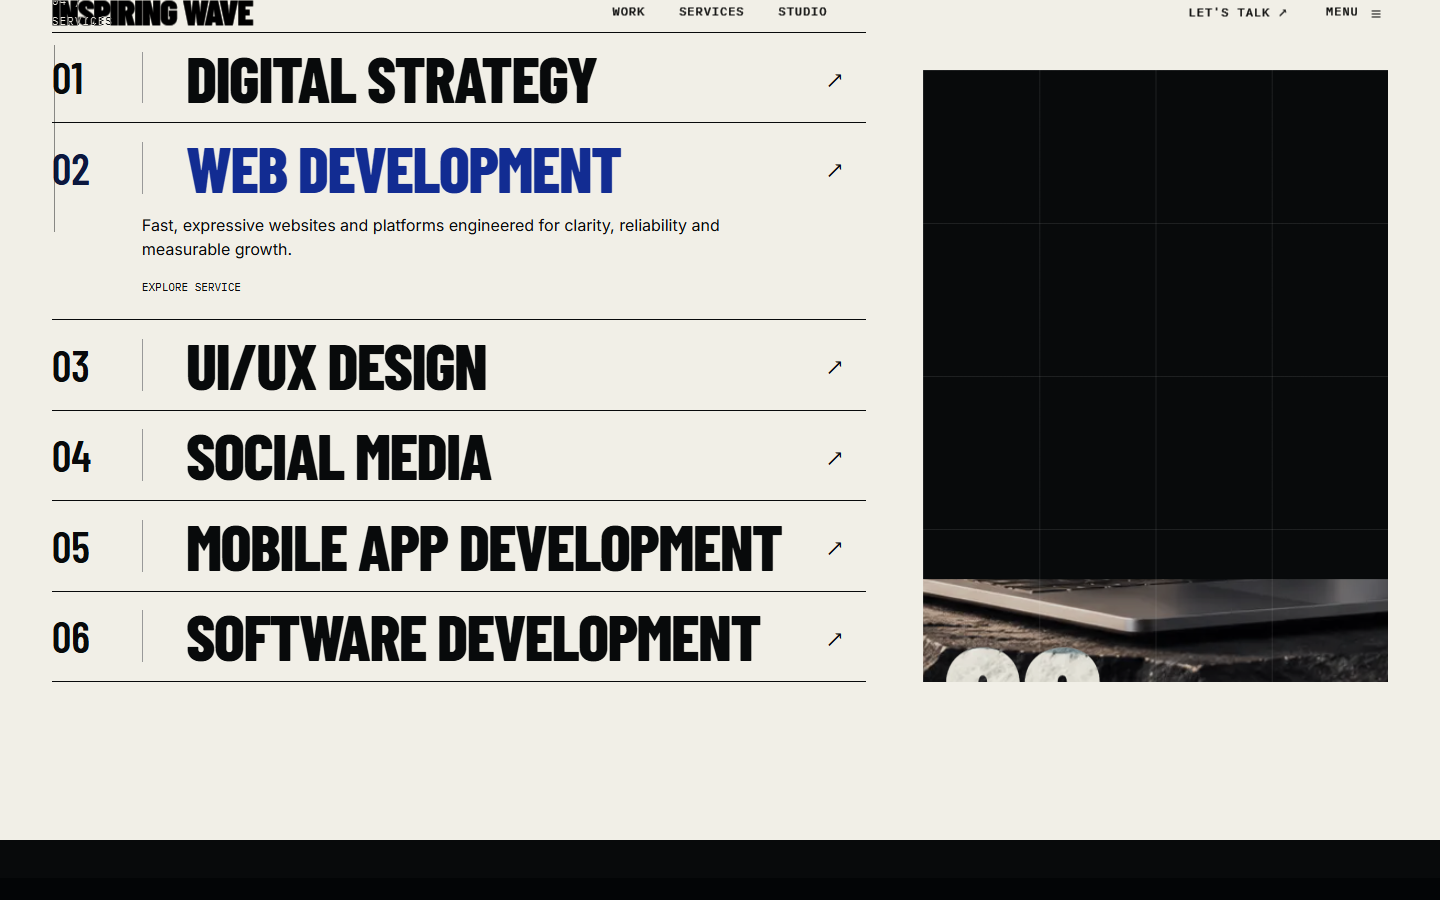 INSPIRING WAVE
SERVICES
WORK
SERVICES
STUDIO
LET'S TALK ↗
MENU ≡
01
DIGITAL STRATEGY
↗
02
WEB DEVELOPMENT
↗
Fast, expressive websites and platforms engineered for clarity, reliability and
measurable growth.
EXPLORE SERVICE
03
UI/UX DESIGN
↗
04
SOCIAL MEDIA
↗
05
MOBILE APP DEVELOPMENT
↗
06
SOFTWARE DEVELOPMENT
↗